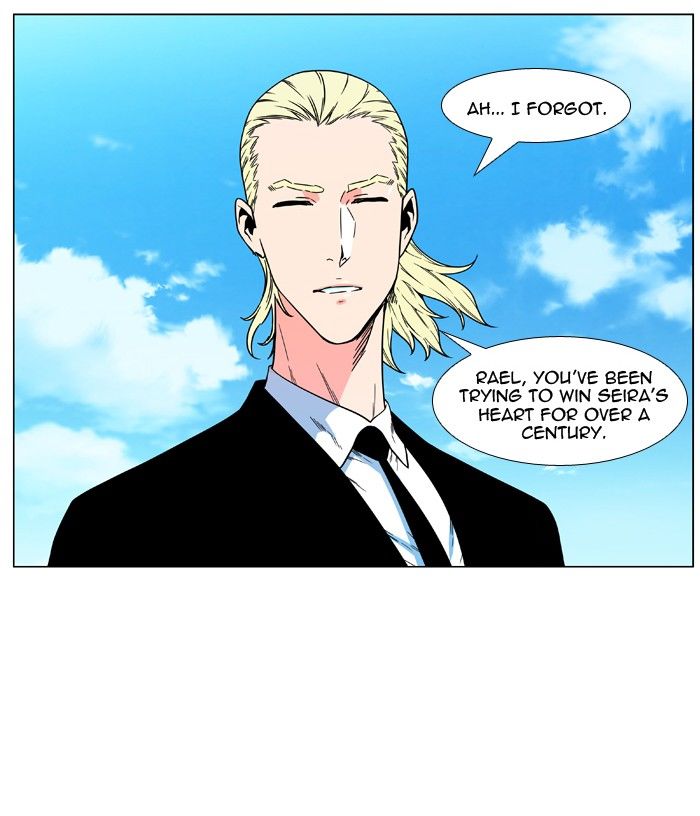 AH... I FORGOT.
RAEL, YOU'VE BEEN
TRYING TO WIN SEIRA'S
HEART FOR OVER A
CENTURY.